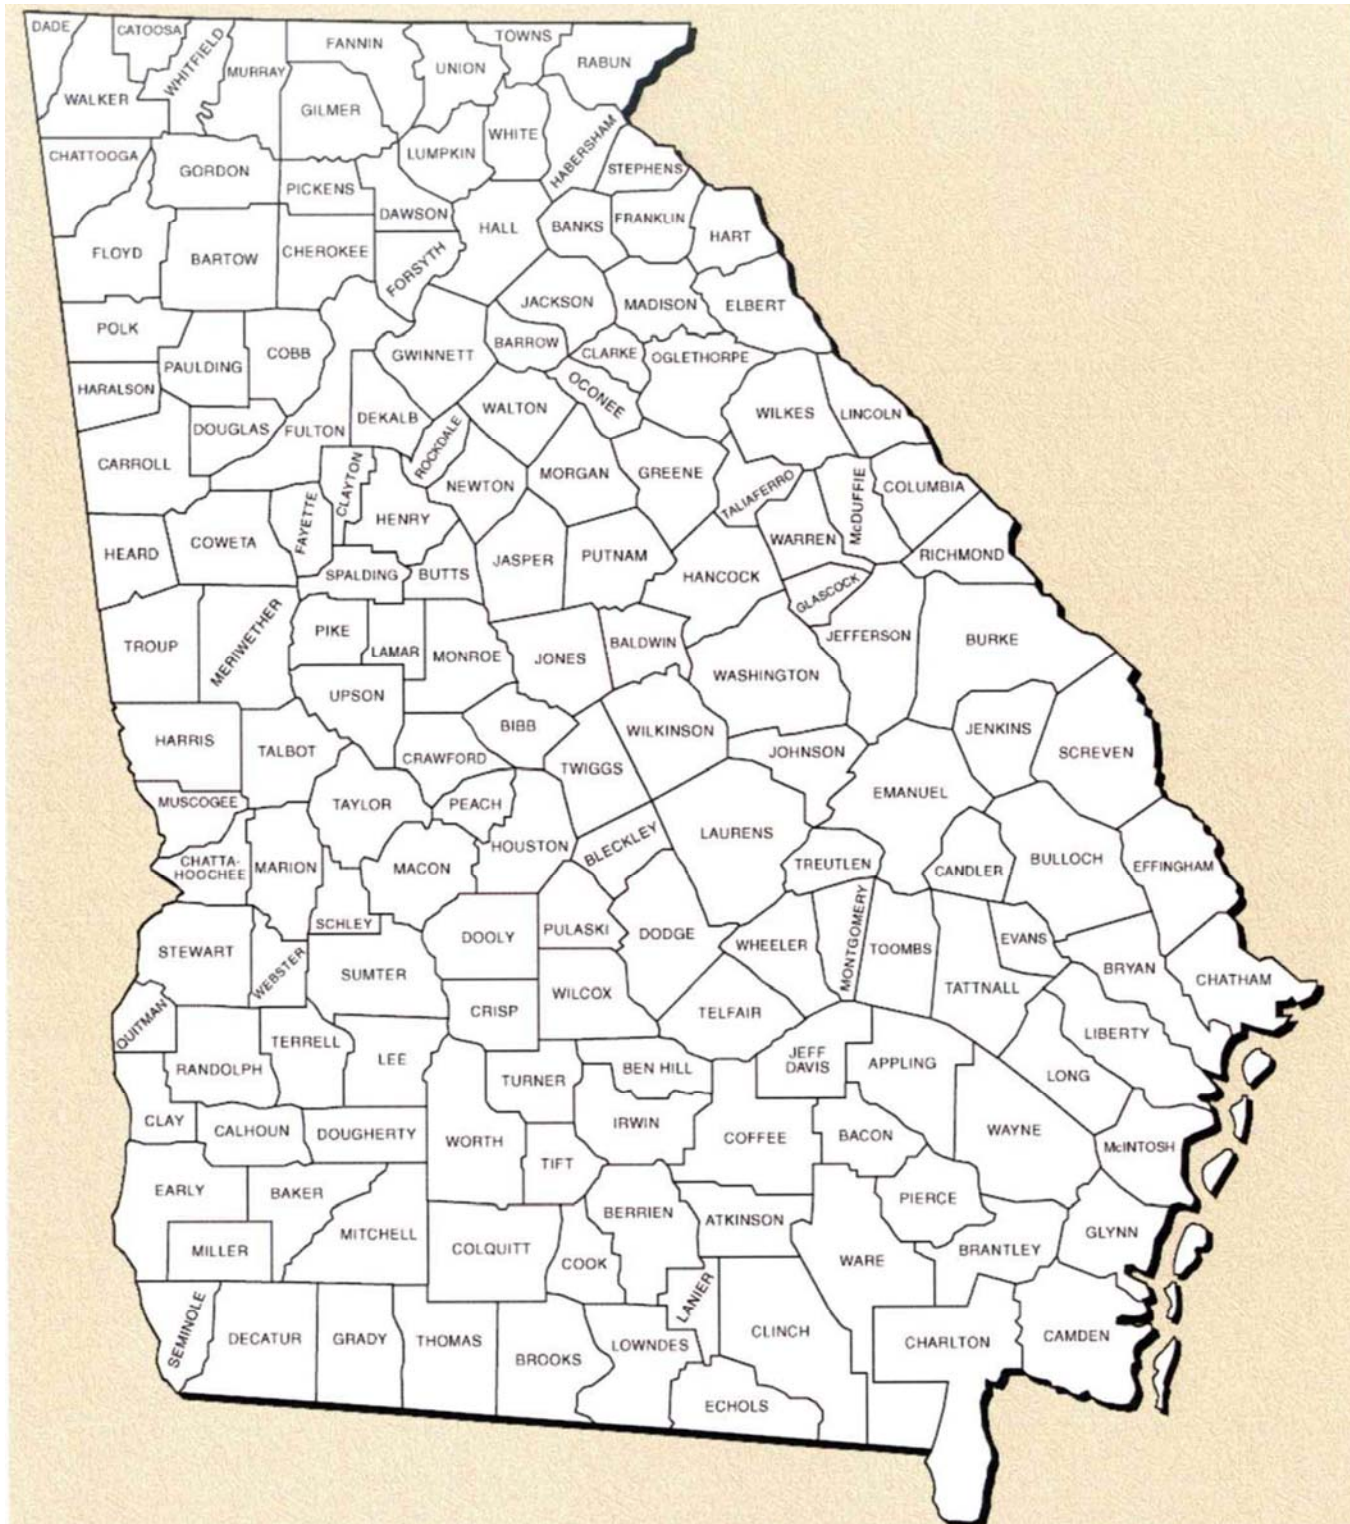 DADE
CATOOSA
WHITFIELD
MURRAY
FANNIN
UNION
TOWNS
RABUN
WALKER
GILMER
LUMPKIN
WHITE
HABERSHAM
STEPHENS
CHATTOOGA
GORDON
PICKENS
DAWSON
HALL
BANKS
FRANKLIN
HART
FLOYD
BARTOW
CHEROKEE
FORSYTH
JACKSON
MADISON
ELBERT
POLK
PAULDING
COBB
GWINNETT
BARROW
CLARKE
OGLETHORPE
HARALSON
OCONEE
DOUGLAS
FULTON
DEKALB
ROCKDALE
WALTON
WILKES
LINCOLN
CARROLL
CLAYTON
NEWTON
MORGAN
GREENE
TALIAFERRO
McDUFFIE
COLUMBIA
HEARD
COWETA
FAYETTE
HENRY
WARREN
RICHMOND
SPALDING
BUTTS
JASPER
PUTNAM
HANCOCK
GLASCOCK
TROUP
MERIWETHER
PIKE
LAMAR
MONROE
JONES
BALDWIN
WASHINGTON
JEFFERSON
BURKE
UPSON
HARRIS
TALBOT
CRAWFORD
BIBB
TWIGGS
WILKINSON
JOHNSON
JENKINS
SCREVEN
MUSCOGEE
TAYLOR
PEACH
HOUSTON
BLECKLEY
LAURENS
EMANUEL
CHATTA-
HOOCHEE
MARION
MACON
TREUTLEN
CANDLER
BULLOCH
EFFINGHAM
SCHLEY
STEWART
WEBSTER
SUMTER
DOOLY
PULASKI
DODGE
WHEELER
MONTGOMERY
TOOMBS
EVANS
TATTNALL
BRYAN
CHATHAM
QUITMAN
CRISP
WILCOX
TELFAIR
LIBERTY
RANDOLPH
TERRELL
LEE
TURNER
BEN HILL
JEFF
DAVIS
APPLING
LONG
CLAY
CALHOUN
DOUGHERTY
WORTH
IRWIN
COFFEE
BACON
WAYNE
McINTOSH
TIFT
EARLY
BAKER
MITCHELL
BERRIEN
ATKINSON
PIERCE
MILLER
COLQUITT
COOK
WARE
BRANTLEY
GLYNN
SEMINOLE
DECATUR
GRADY
THOMAS
BROOKS
LOWNDES
LANIER
CLINCH
CHARLTON
CAMDEN
ECHOLS